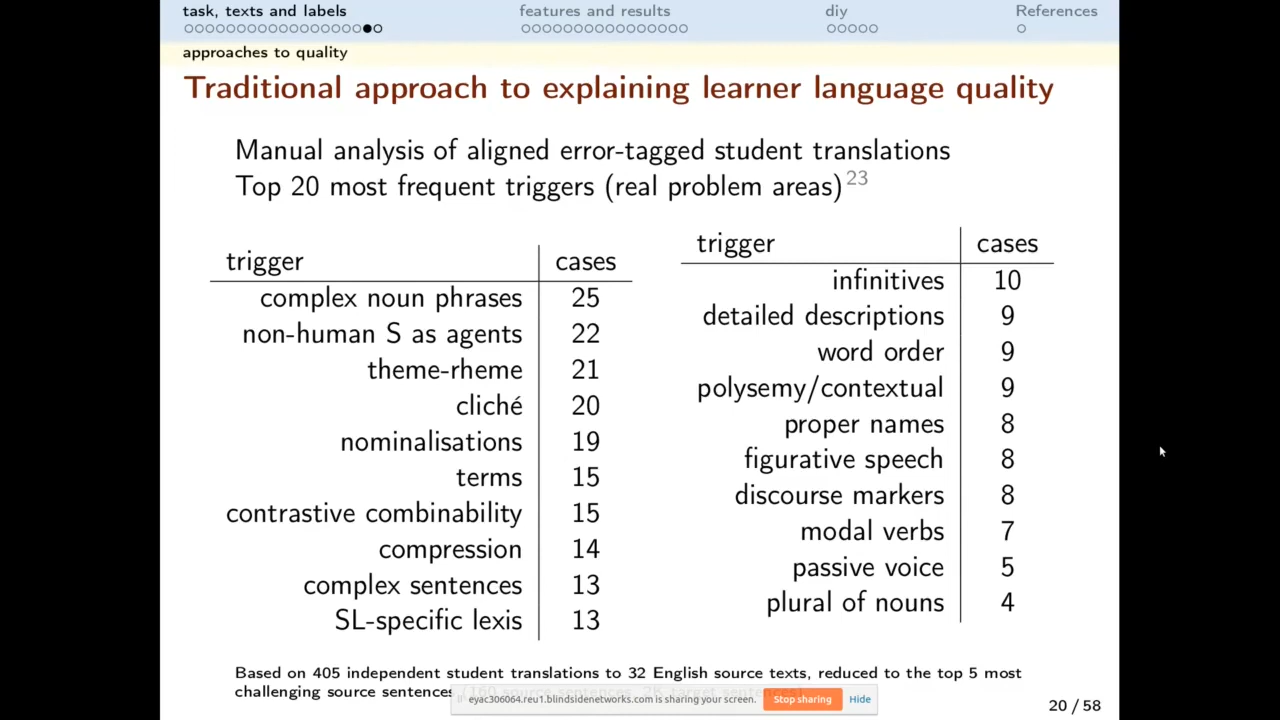 task, texts and labels features and results diy References
approaches to quality
Traditional approach to explaining learner language quality
Manual analysis of aligned error-tagged student translations
Top 20 most frequent triggers (real problem areas)23
trigger cases
complex noun phrases 25
non-human S as agents 22
theme-rheme 21
cliché 20
nominalisations 19
terms 15
contrastive combinability 15
compression 14
complex sentences 13
SL-specific lexis 13
trigger cases
infinitives 10
detailed descriptions 9
word order 9
polysemy/contextual 9
proper names 8
figurative speech 8
discourse markers 8
modal verbs 7
passive voice 5
plural of nouns 4
Based on 405 independent student translations to 32 English source texts, reduced to the top 5 most
challenging source sentences (160 source sentences, 2K target sentences)
eyac306064.reu1.blindsidenetworks.com is sharing your screen. Stop sharing Hide
20 / 58